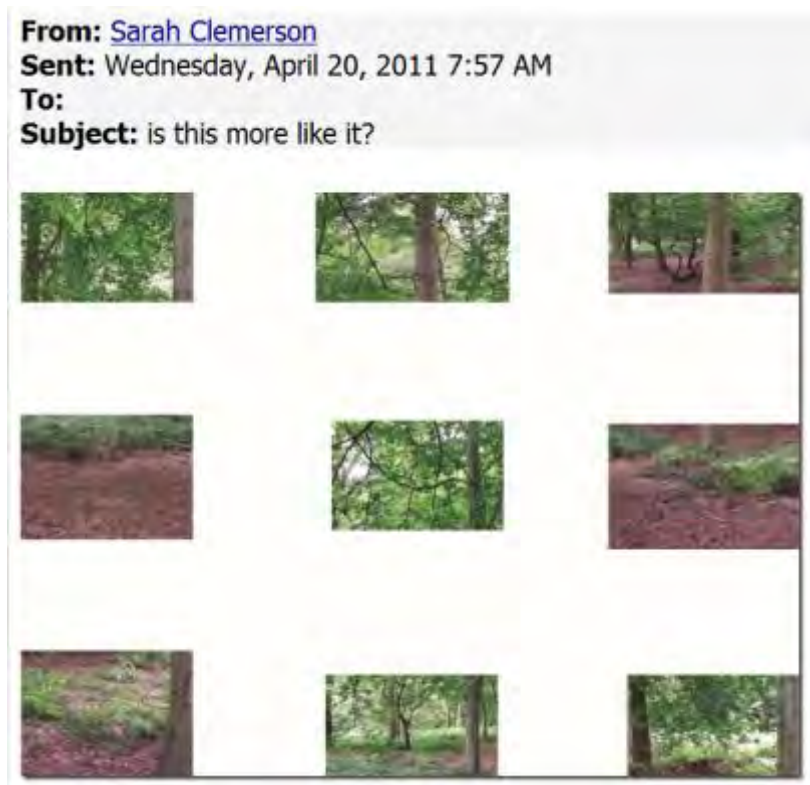 From: Sarah Clemerson
Sent: Wednesday, April 20, 2011 7:57 AM
To:
Subject: is this more like it?